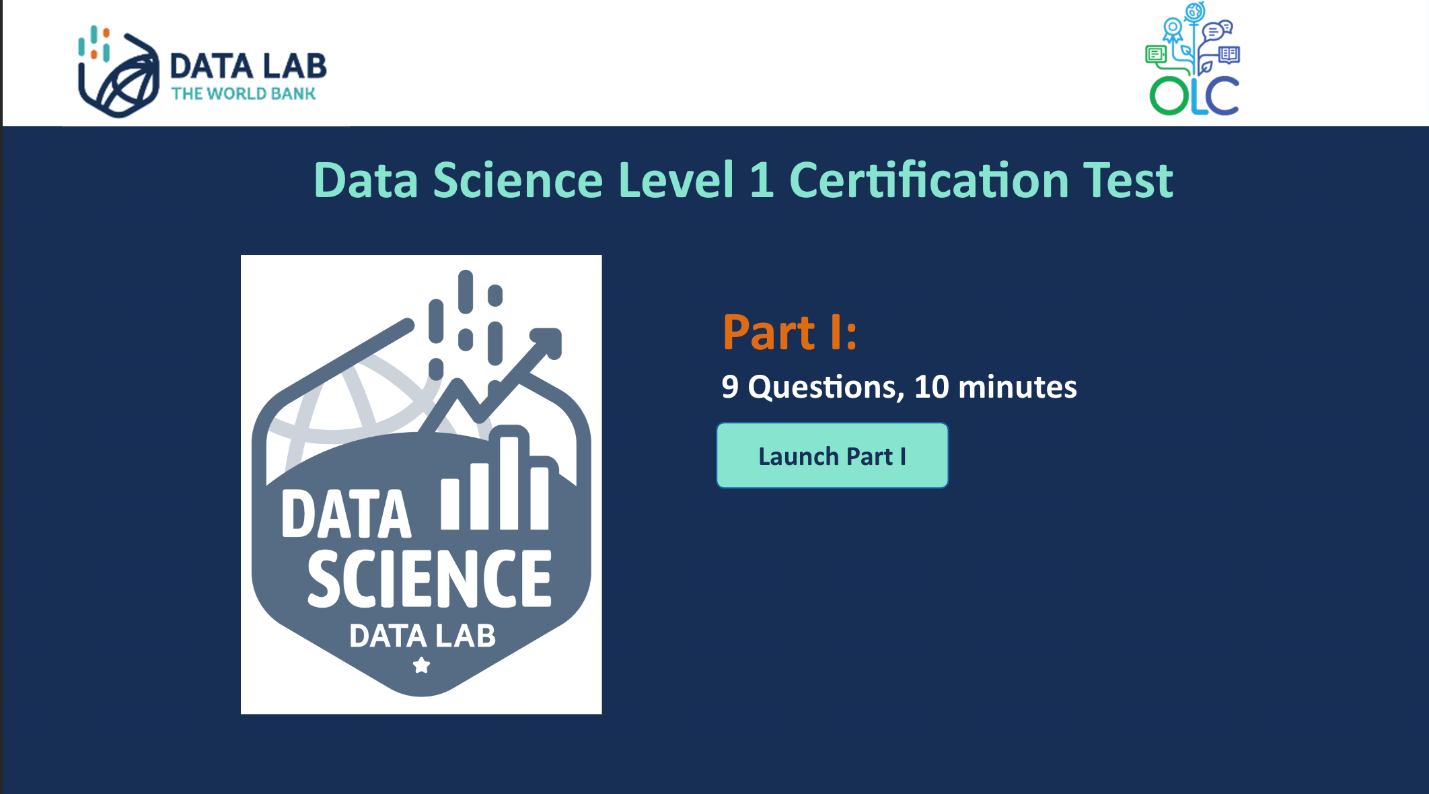 DATA LAB
THE WORLD BANK
OLC
Data Science Level 1 Certification Test
DATA
SCIENCE
DATA LAB
Part I:
9 Questions, 10 minutes
Launch Part I